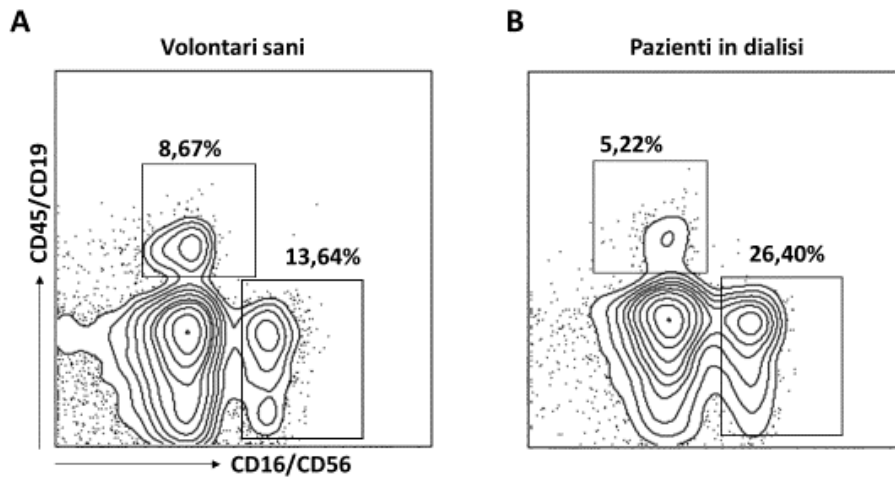 A
Volontari sani
8,67%
13,64%
CD45/CD19
CD16/CD56
B
Pazienti in dialisi
5,22%
26,40%